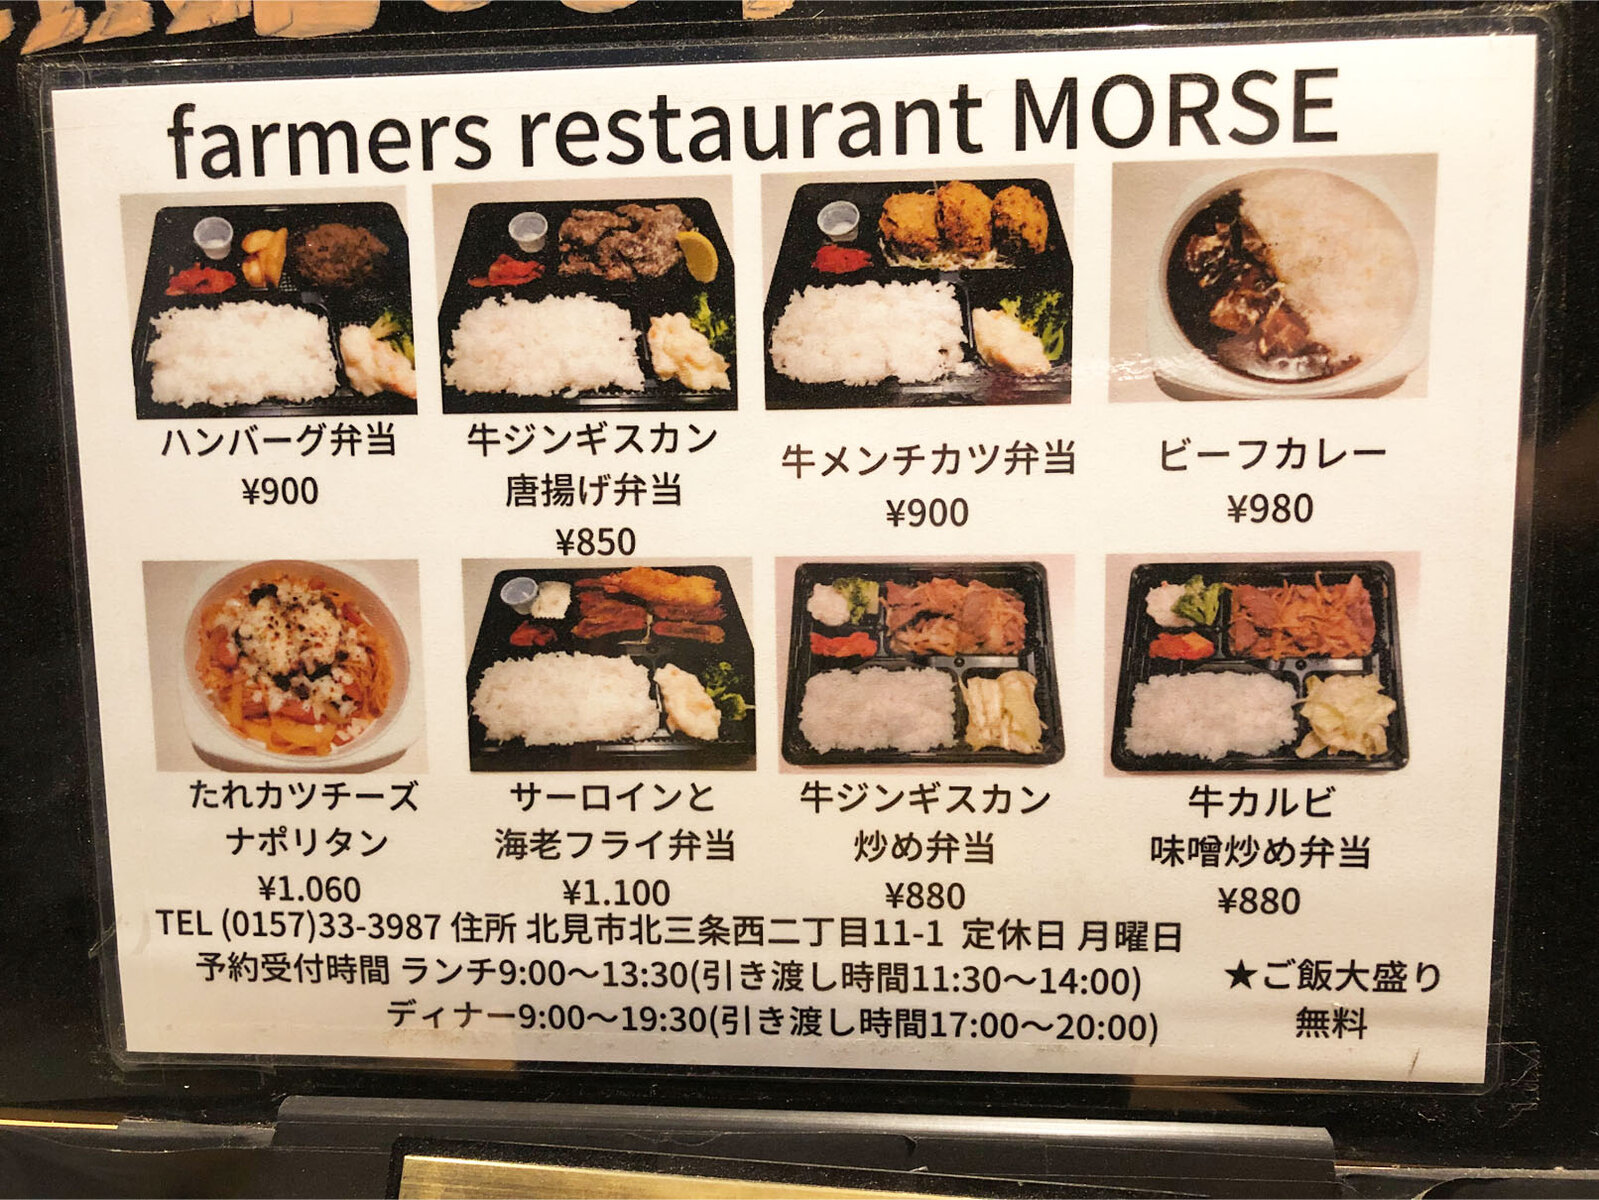 farmers restaurant MORSE
ハンバーグ弁当
¥900
牛ジンギスカン
唐揚げ弁当
¥850
牛メンチカツ弁当
¥900
ビーフカレー
¥980
たれカツチーズ
ナポリタン
¥1.060
サーロインと
海老フライ弁当
¥1.100
牛ジンギスカン
炒め弁当
¥880
牛カルビ
味噌炒め弁当
¥880
TEL (0157)33-3987 住所 北見市北三条西二丁目11-1 定休日 月曜日
予約受付時間 ランチ9:00〜13:30(引き渡し時間11:30〜14:00)
ディナー9:00〜19:30(引き渡し時間17:00〜20:00)
★ご飯大盛り
無料